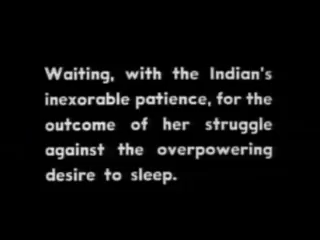 Waiting, with the Indian's
inexorable patience, for the
outcome of her struggle
against the overpowering
desire to sleep.